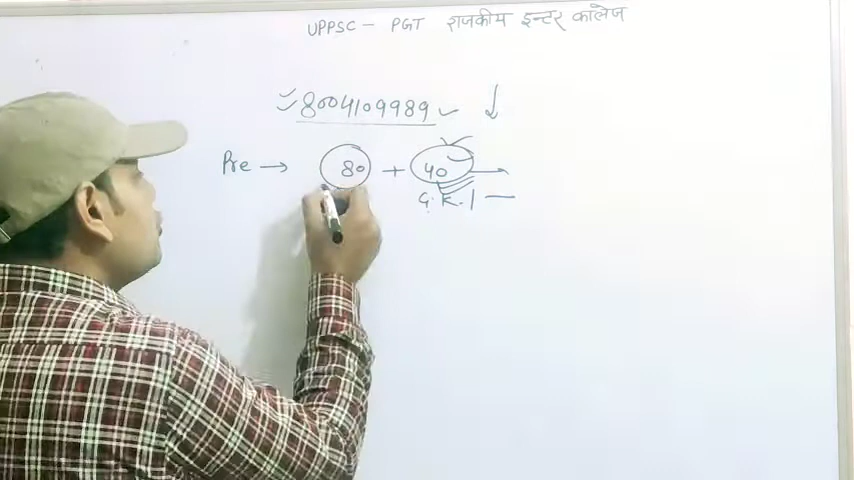 UPPSC - PGT राजकीय इन्टर कालेज
8004109989
Pre → 80 + 40 →
G.K. | —